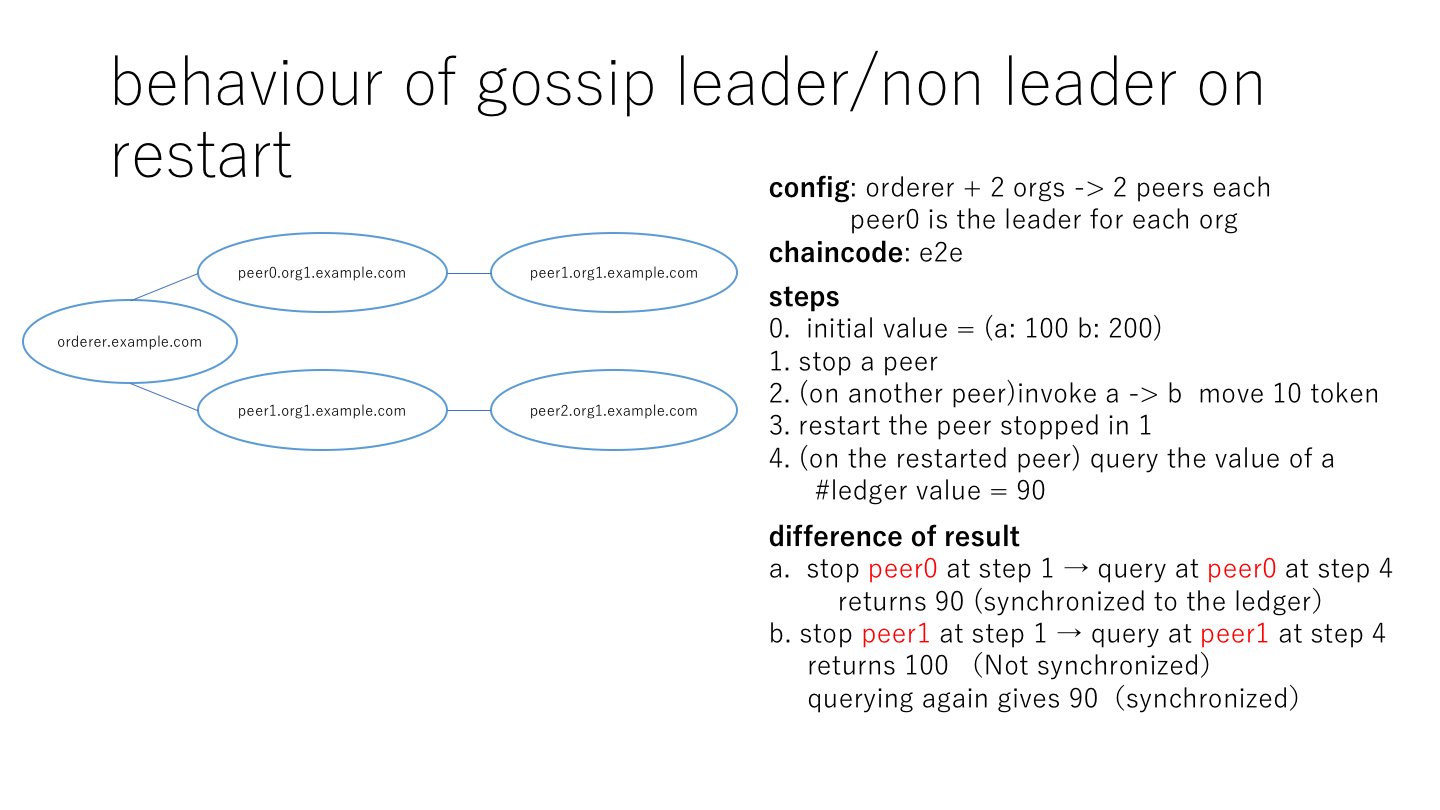 behaviour of gossip leader/non leader on
restart
peer0.org1.example.com
peer1.org1.example.com
orderer.example.com
peer1.org1.example.com
peer2.org1.example.com
config: orderer + 2 orgs -> 2 peers each
peer0 is the leader for each org
chaincode: e2e
steps
0. initial value = (a: 100 b: 200)
1. stop a peer
2. (on another peer)invoke a -> b move 10 token
3. restart the peer stopped in 1
4. (on the restarted peer) query the value of a
#ledger value = 90
difference of result
a. stop peer0 at step 1 → query at peer0 at step 4
returns 90 (synchronized to the ledger)
b. stop peer1 at step 1 → query at peer1 at step 4
returns 100 (Not synchronized)
querying again gives 90 (synchronized)